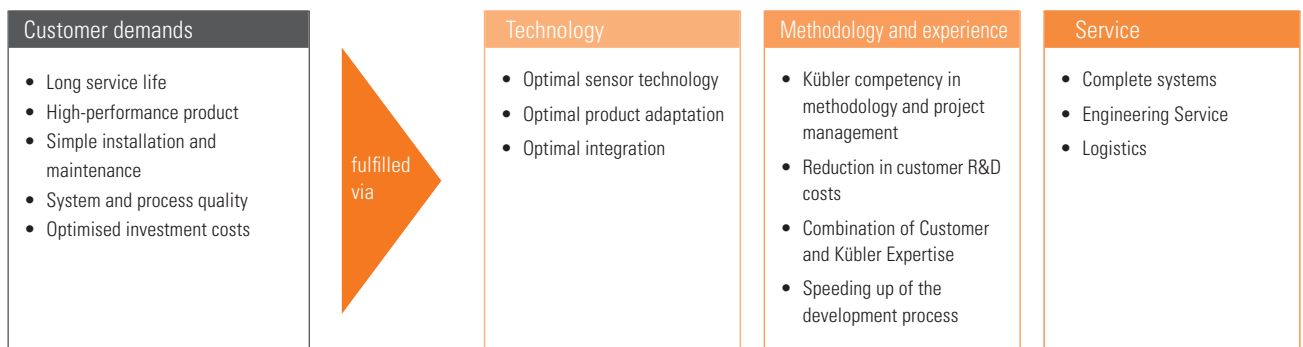 Customer demands
• Long service life
• High-performance product
• Simple installation and
maintenance
• System and process quality
• Optimised investment costs
fulfilled
via
Technology
• Optimal sensor technology
• Optimal product adaptation
• Optimal integration
Methodology and experience
• Kübler competency in
methodology and project
management
• Reduction in customer R&D
costs
• Combination of Customer
and Kübler Expertise
• Speeding up of the
development process
Service
• Complete systems
• Engineering Service
• Logistics